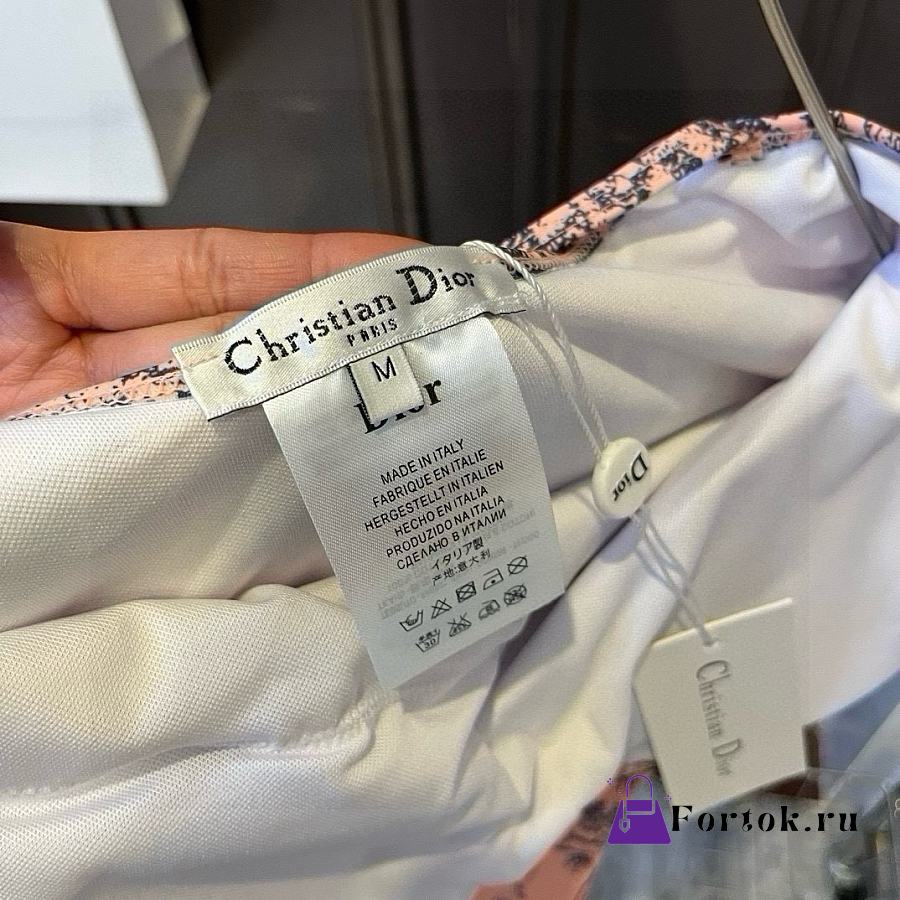 Christian Dior
PARIS
M
Dior
MADE IN ITALY
FABRIQUE EN ITALIE
HERGESTELLT IN ITALIEN
HECHO EN ITALIA
PRODUZIDO NA ITALIA
СДЕЛАНО В ИТАЛИИ
イタリア製
产地:意大利
30
Dior
Christian Dior
Fortok.ru